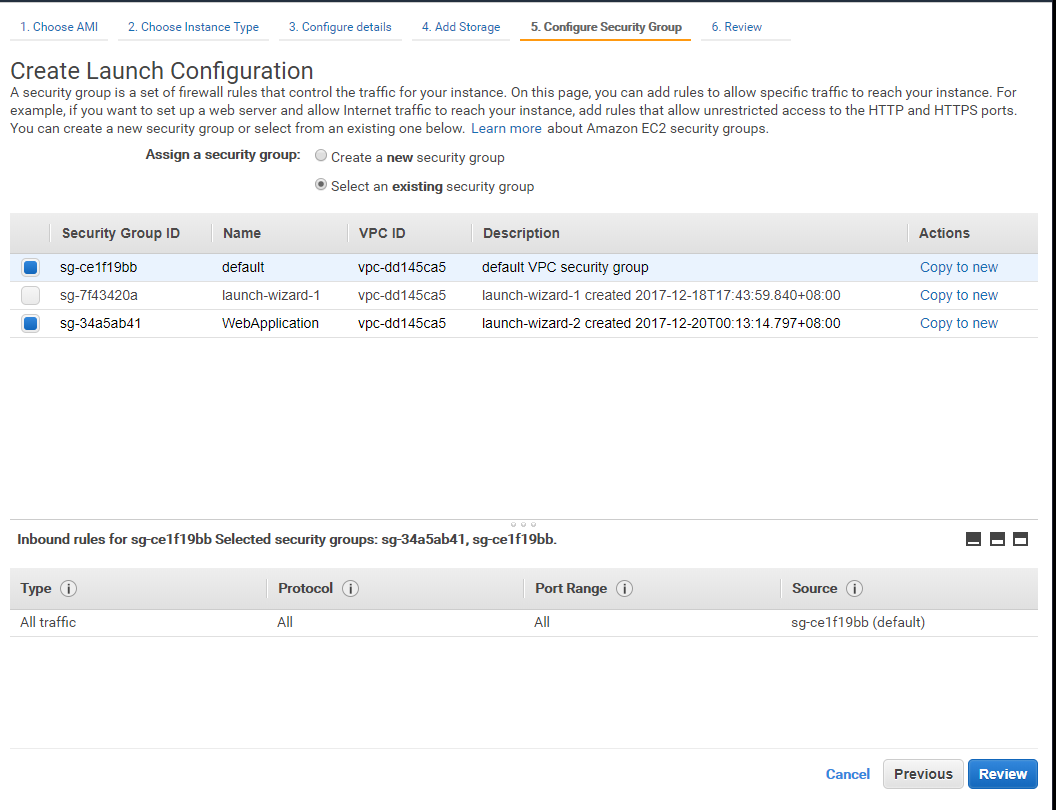 1. Choose AMI 2. Choose Instance Type 3. Configure details 4. Add Storage 5. Configure Security Group 6. Review
Create Launch Configuration
A security group is a set of firewall rules that control the traffic for your instance. On this page, you can add rules to allow specific traffic to reach your instance. For
example, if you want to set up a web server and allow Internet traffic to reach your instance, add rules that allow unrestricted access to the HTTP and HTTPS ports.
You can create a new security group or select from an existing one below. Learn more about Amazon EC2 security groups.
Assign a security group: Create a new security group
Select an existing security group
Security Group ID Name VPC ID Description Actions
sg-ce1f19bb default vpc-dd145ca5 default VPC security group Copy to new
sg-7f43420a launch-wizard-1 vpc-dd145ca5 launch-wizard-1 created 2017-12-18T17:43:59.840+08:00 Copy to new
sg-34a5ab41 WebApplication vpc-dd145ca5 launch-wizard-2 created 2017-12-20T00:13:14.797+08:00 Copy to new
Inbound rules for sg-ce1f19bb Selected security groups: sg-34a5ab41, sg-ce1f19bb.
Type i Protocol i Port Range i Source i
All traffic All All sg-ce1f19bb (default)
Cancel Previous Review